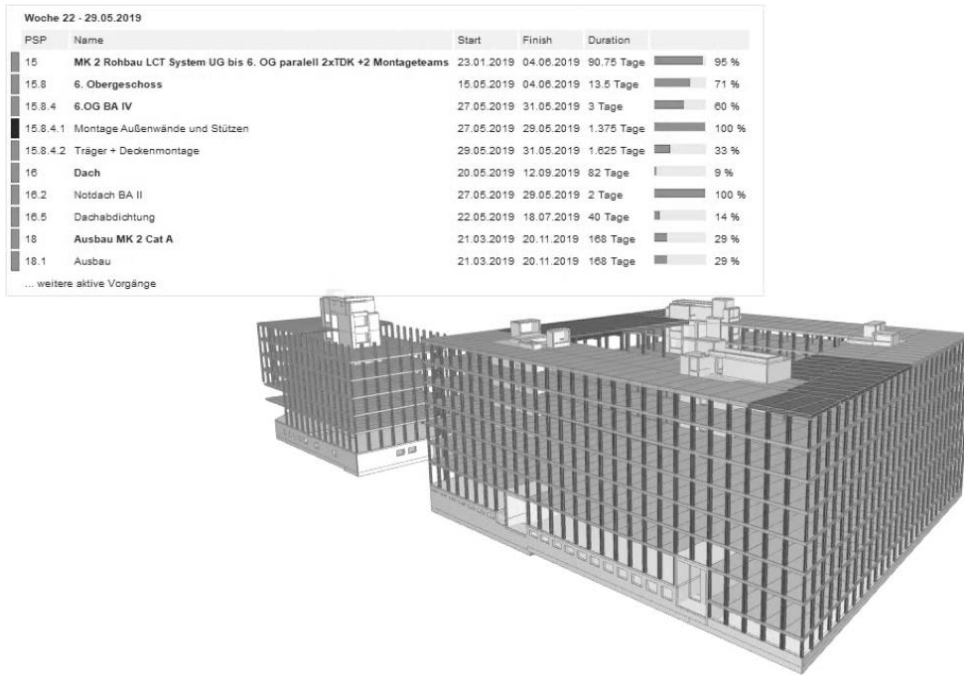 Woche 22 - 29.05.2019
PSP Name Start Finish Duration
15 MK 2 Rohbau LCT System UG bis 6. OG paralell 2xTDK +2 Montageteams 23.01.2019 04.06.2019 90.75 Tage 95 %
15.8 6. Obergeschoss 15.05.2019 04.06.2019 13.5 Tage 71 %
15.8.4 6.OG BA IV 27.05.2019 31.05.2019 3 Tage 60 %
15.8.4.1 Montage Außenwände und Stützen 27.05.2019 29.05.2019 1.375 Tage 100 %
15.8.4.2 Träger + Deckenmontage 29.05.2019 31.05.2019 1.625 Tage 33 %
16 Dach 20.05.2019 12.09.2019 82 Tage 9 %
16.2 Notdach BA II 27.05.2019 29.05.2019 2 Tage 100 %
16.5 Dachabdichtung 22.05.2019 18.07.2019 40 Tage 14 %
18 Ausbau MK 2 Cat A 21.03.2019 20.11.2019 168 Tage 29 %
18.1 Ausbau 21.03.2019 20.11.2019 168 Tage 29 %
... weitere aktive Vorgänge